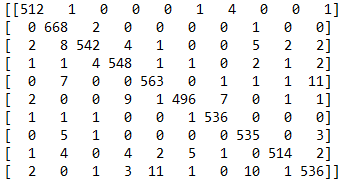 [[512 1 0 0 0 1 4 0 0 1]
[ 0 668 2 0 0 0 0 1 0 0]
[ 2 8 542 4 1 0 0 5 2 2]
[ 1 1 4 548 1 1 0 2 1 2]
[ 0 7 0 0 563 0 1 1 1 11]
[ 2 0 0 9 1 496 7 0 1 1]
[ 1 1 1 0 0 1 536 0 0 0]
[ 0 5 1 0 0 0 0 535 0 3]
[ 1 4 0 4 2 5 1 0 514 2]
[ 2 0 1 3 11 1 0 10 1 536]]